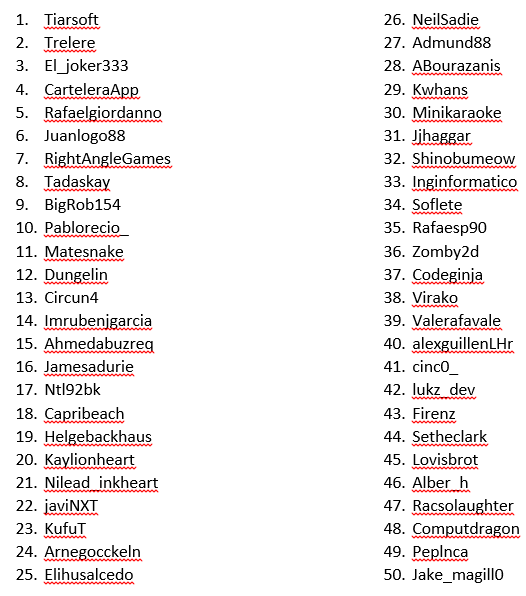 1. Tiarsoft
2. Trelere
3. El_joker333
4. CarteleraApp
5. Rafaelgiordanno
6. Juanlogo88
7. RightAngleGames
8. Tadaskay
9. BigRob154
10. Pablorecio_
11. Matesnake
12. Dungelin
13. Circun4
14. Imrubenjgarcia
15. Ahmedabuzreq
16. Jamesadurie
17. Ntl92bk
18. Capribeach
19. Helgebackhaus
20. Kaylionheart
21. Nilead_inkheart
22. javiNXT
23. KufuT
24. Arnegocckeln
25. Elihusalcedo
26. NeilSadie
27. Admund88
28. ABourazanis
29. Kwhans
30. Minikaraoke
31. Jjhaggar
32. Shinobumeow
33. Inginformatico
34. Soflete
35. Rafaesp90
36. Zomby2d
37. Codeginja
38. Virako
39. Valerafavale
40. alexguillenLHr
41. cinc0_
42. lukz_dev
43. Firenz
44. Setheclark
45. Lovisbrot
46. Alber_h
47. Racsolaughter
48. Computdragon
49. Peplnca
50. Jake_magill0